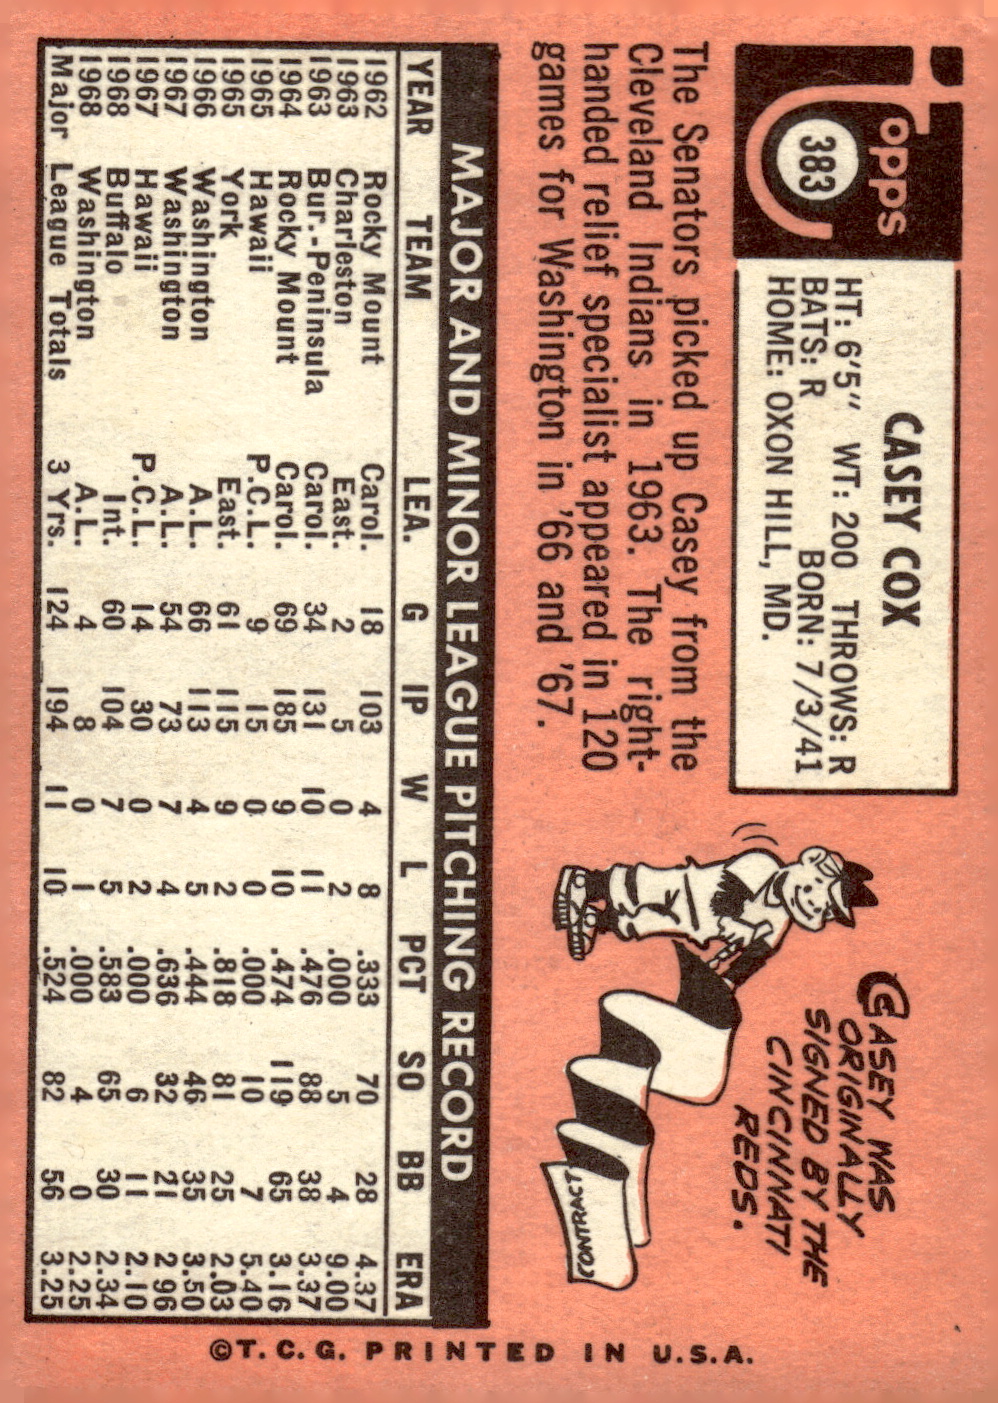 Topps
383
CASEY COX
HT: 6'5" WT: 200 THROWS: R
BATS: R BORN: 7/3/41
HOME: OXON HILL, MD.
The Senators picked up Casey from the
Cleveland Indians in 1963. The right-
handed relief specialist appeared in 120
games for Washington in '66 and '67.
CASEY WAS
ORIGINALLY
SIGNED BY THE
CINCINNATI
REDS.
CONTRACT
MAJOR AND MINOR LEAGUE PITCHING RECORD
YEAR TEAM LEA. G IP W L PCT SO BB ERA
1962 Rocky Mount Carol. 18 103 4 8 .333 70 28 4.37
1963 Charleston East. 2 5 0 2 .000 5 4 9.00
1963 Bur.-Peninsula Carol. 34 131 10 11 .476 88 38 3.37
1964 Rocky Mount Carol. 69 185 9 10 .474 119 65 3.16
1965 Hawaii P.C.L. 9 15 0 0 .000 10 7 5.40
1965 York East. 61 115 9 2 .818 81 25 2.03
1966 Washington A.L. 66 113 4 5 .444 46 35 3.50
1967 Washington A.L. 54 73 7 4 .636 32 21 2.96
1967 Hawaii P.C.L. 14 30 0 2 .000 6 11 2.10
1968 Buffalo Int. 60 104 7 5 .583 65 30 2.34
1968 Washington A.L. 4 8 0 1 .000 4 0 2.25
Major League Totals 3 Yrs. 124 194 11 10 .524 82 56 3.25
©T.C.G. PRINTED IN U.S.A.